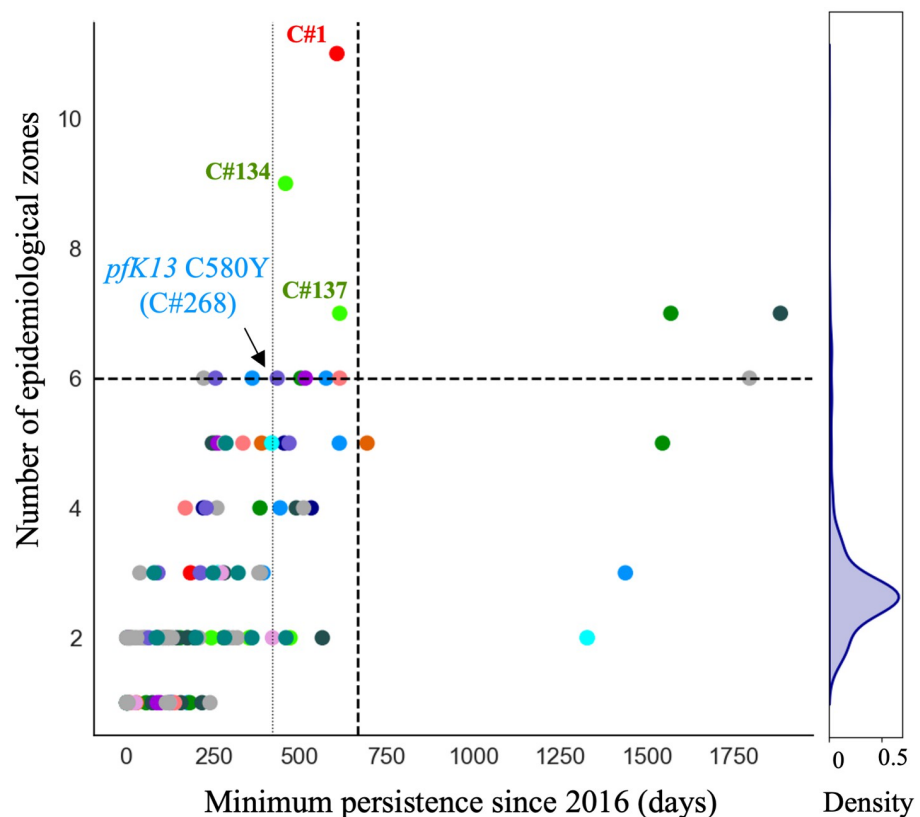 C#1
C#134
pfK13 C580Y
(C#268)
C#137
Number of epidemiological zones
10
8
6
4
2
0
250
500
750
1000
1250
1500
1750
Minimum persistence since 2016 (days)
0
0.5
Density